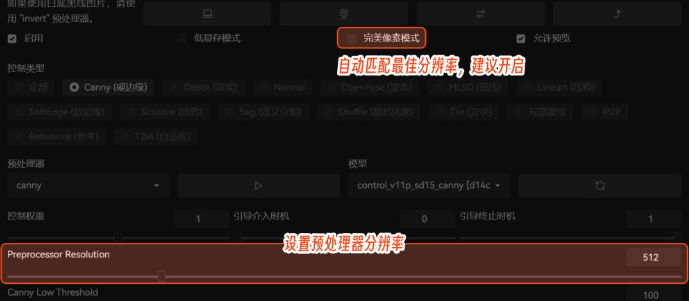 如果使用白底黑线图片，请使
用 "invert" 预处理器。
启用
低显存模式
完美像素模式
允许预览
自动匹配最佳分辨率，建议开启
控制类型
全部
Canny (硬边缘)
Depth (深度)
Normal
OpenPose (姿态)
MLSD (直线)
Lineart (线稿)
SoftEdge (软边缘)
Scribble (涂鸦)
Seg (语义分割)
Shuffle (随机洗牌)
Tile (分块)
局部重绘
IP2P
Reference (参考)
T2IA (自适应)
预处理器
模型
canny
control_v11p_sd15_canny [d14c
控制权重
1
引导介入时机
0
引导终止时机
1
设置预处理器分辨率
Preprocessor Resolution
512
Canny Low Threshold
100